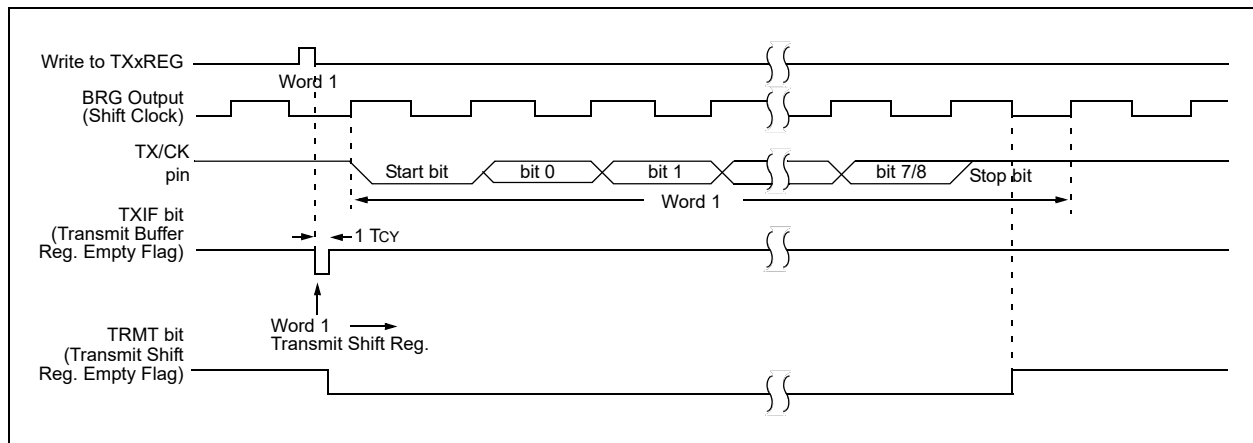 Write to TXxREG
Word 1
BRG Output
(Shift Clock)
TX/CK
pin
Start bit
bit 0
bit 1
bit 7/8
Stop bit
Word 1
TXIF bit
(Transmit Buffer
Reg. Empty Flag)
1 TCY
Word 1
Transmit Shift Reg.
TRMT bit
(Transmit Shift
Reg. Empty Flag)